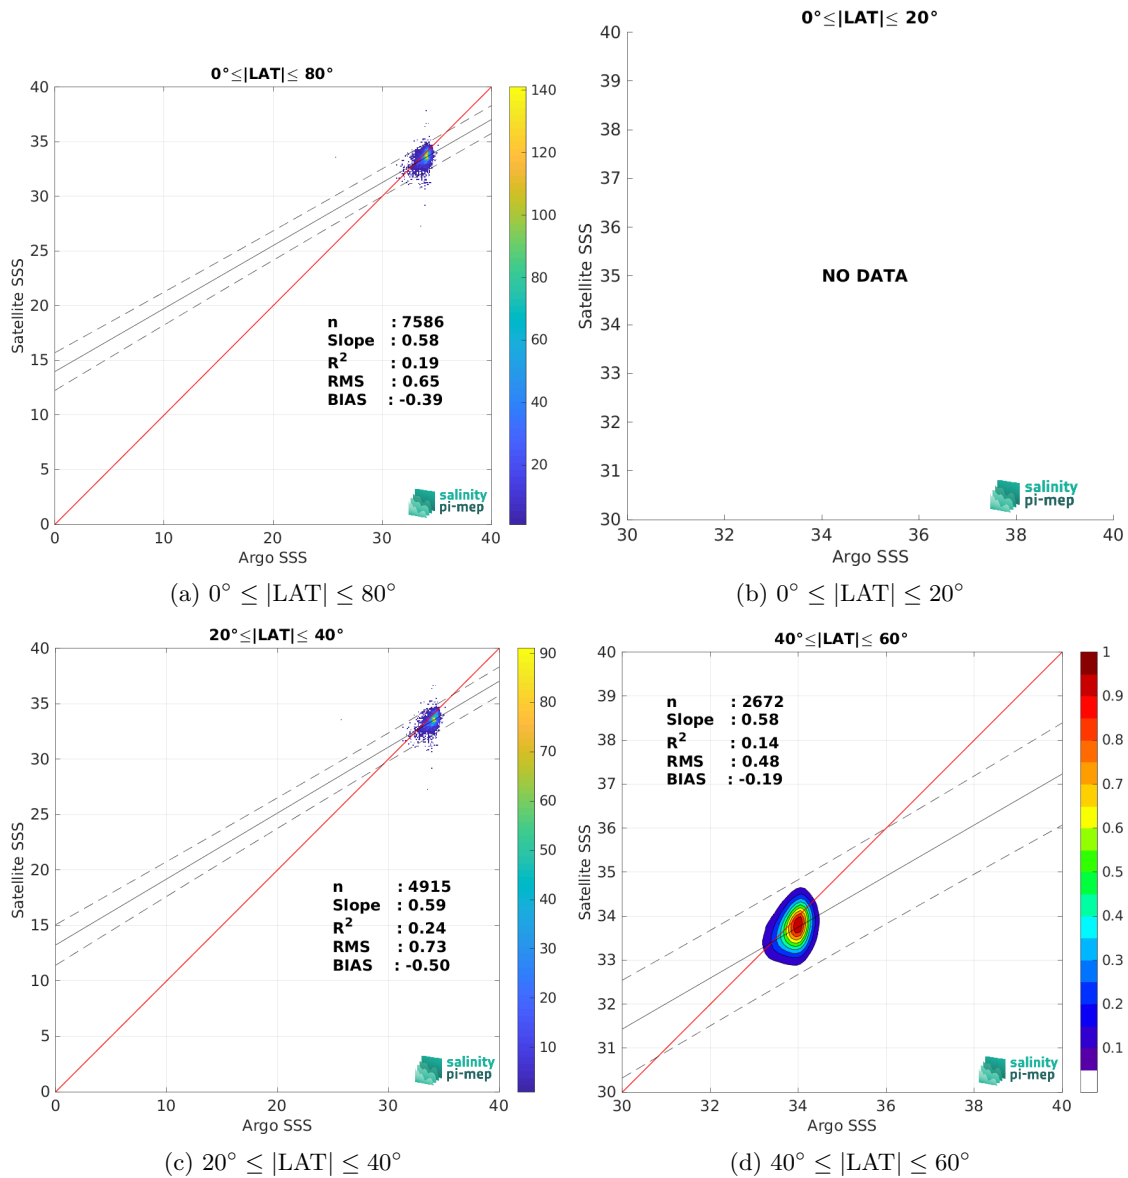 0°≤|LAT|≤ 80°
Satellite SSS
40
35
30
25
20
15
10
5
0
0 10 20 30 40
Argo SSS
n : 7586
Slope : 0.58
R² : 0.19
RMS : 0.65
BIAS : -0.39
salinity
pi-mep
140
120
100
80
60
40
20
(a) 0° ≤ |LAT| ≤ 80°
0°≤|LAT|≤ 20°
Satellite SSS
40
39
38
37
36
35
34
33
32
31
30
30 32 34 36 38 40
Argo SSS
NO DATA
salinity
pi-mep
(b) 0° ≤ |LAT| ≤ 20°
20°≤|LAT|≤ 40°
Satellite SSS
40
35
30
25
20
15
10
5
0
0 10 20 30 40
Argo SSS
n : 4915
Slope : 0.59
R² : 0.24
RMS : 0.73
BIAS : -0.50
salinity
pi-mep
90
80
70
60
50
40
30
20
10
(c) 20° ≤ |LAT| ≤ 40°
40°≤|LAT|≤ 60°
Satellite SSS
40
39
38
37
36
35
34
33
32
31
30
30 32 34 36 38 40
Argo SSS
n : 2672
Slope : 0.58
R² : 0.14
RMS : 0.48
BIAS : -0.19
salinity
pi-mep
1
0.9
0.8
0.7
0.6
0.5
0.4
0.3
0.2
0.1
(d) 40° ≤ |LAT| ≤ 60°